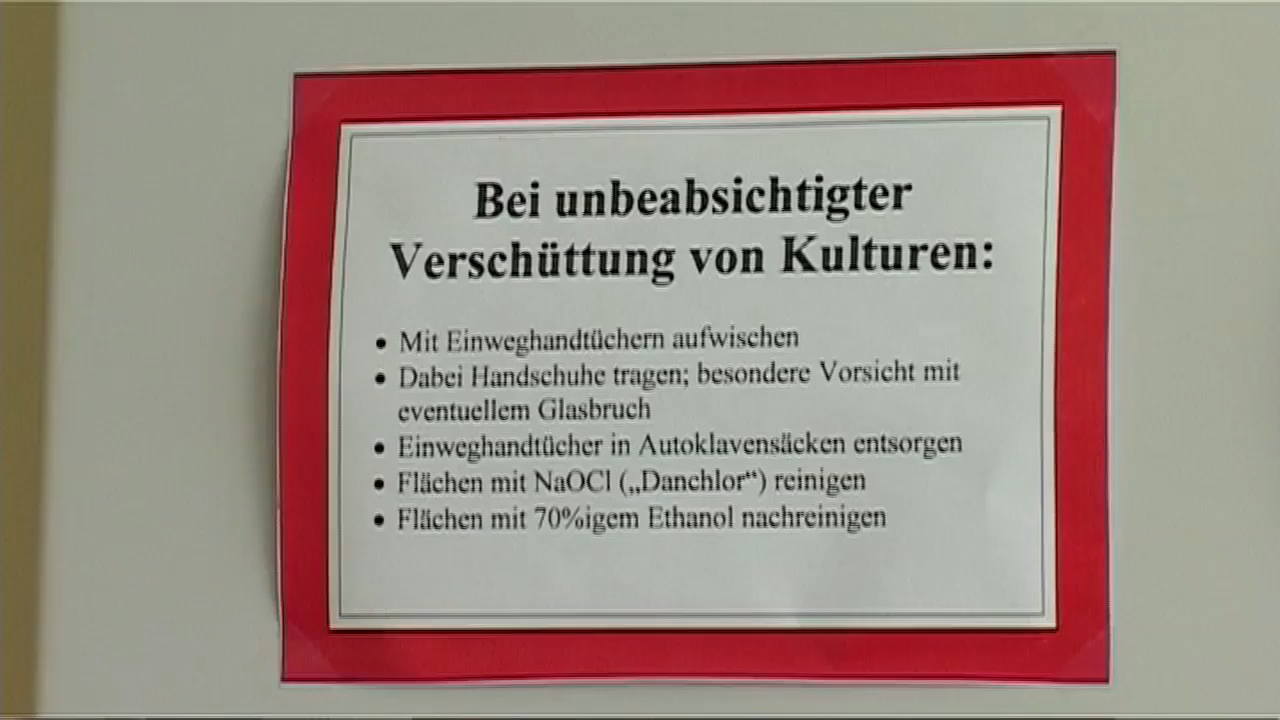 Bei unbeabsichtigter
Verschüttung von Kulturen:
• Mit Einweghandtüchern aufwischen
• Dabei Handschuhe tragen; besondere Vorsicht mit
eventuellem Glasbruch
• Einweghandtücher in Autoklavensäcken entsorgen
• Flächen mit NaOCl („Danchlor“) reinigen
• Flächen mit 70%igem Ethanol nachreinigen